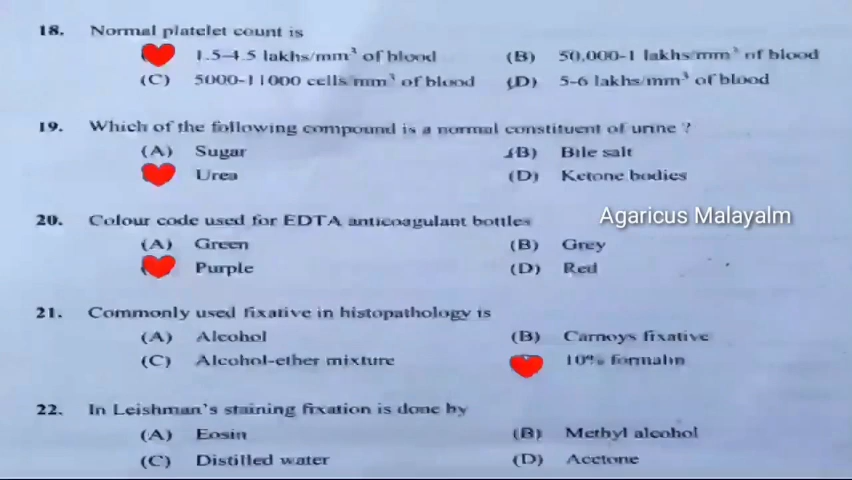 18. Normal platelet count is
1.5-4.5 lakhs/mm³ of blood (B) 50,000-1 lakhs/mm³ of blood
(C) 5000-11000 cells/mm³ of blood (D) 5-6 lakhs/mm³ of blood
19. Which of the following compound is a normal constituent of urine ?
(A) Sugar (B) Bile salt
Urea (D) Ketone bodies
20. Colour code used for EDTA anticoagulant bottles
Agaricus Malayalm
(A) Green (B) Grey
Purple (D) Red
21. Commonly used fixative in histopathology is
(A) Alcohol (B) Carnoys fixative
(C) Alcohol-ether mixture 10% formalin
22. In Leishman's staining fixation is done by
(A) Eosin (B) Methyl alcohol
(C) Distilled water (D) Acetone